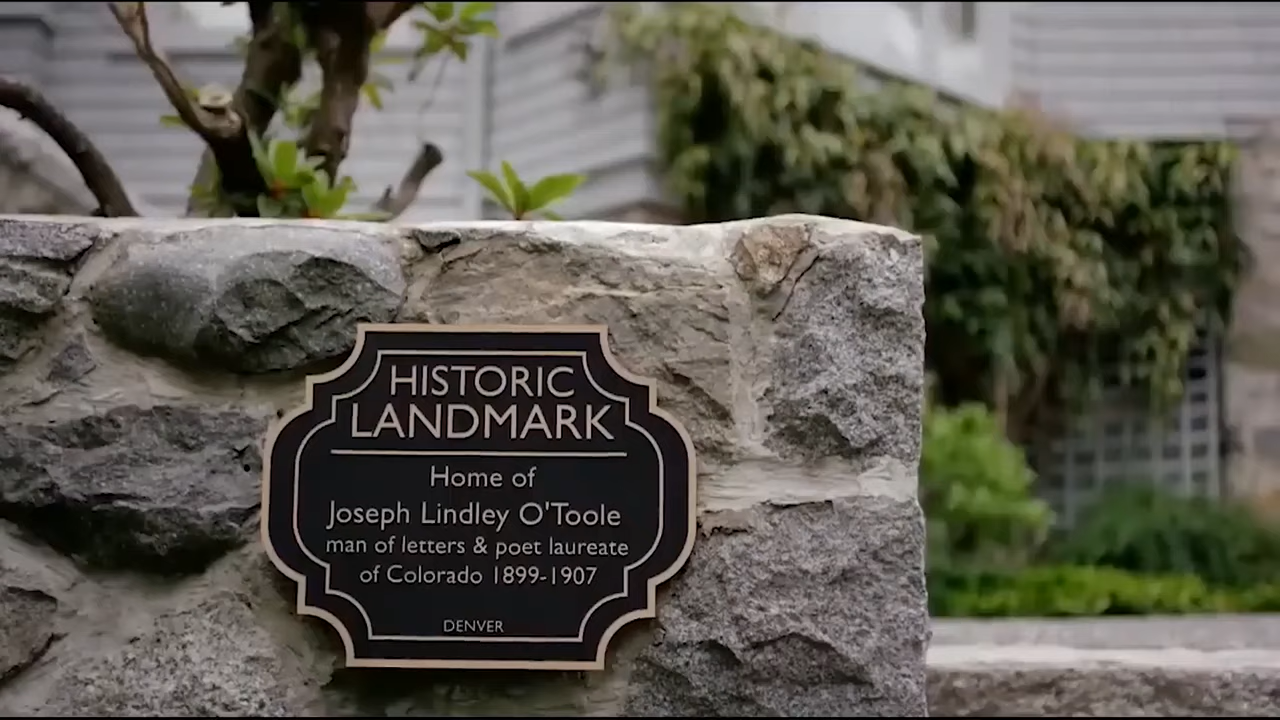 HISTORIC
LANDMARK
Home of
Joseph Lindley O'Toole
man of letters & poet laureate
of Colorado 1899-1907
DENVER